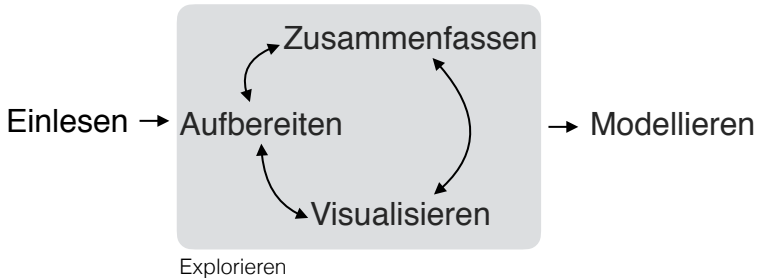 Zusammenfassen
Einlesen
Aufbereiten
Modellieren
Visualisieren
Explorieren